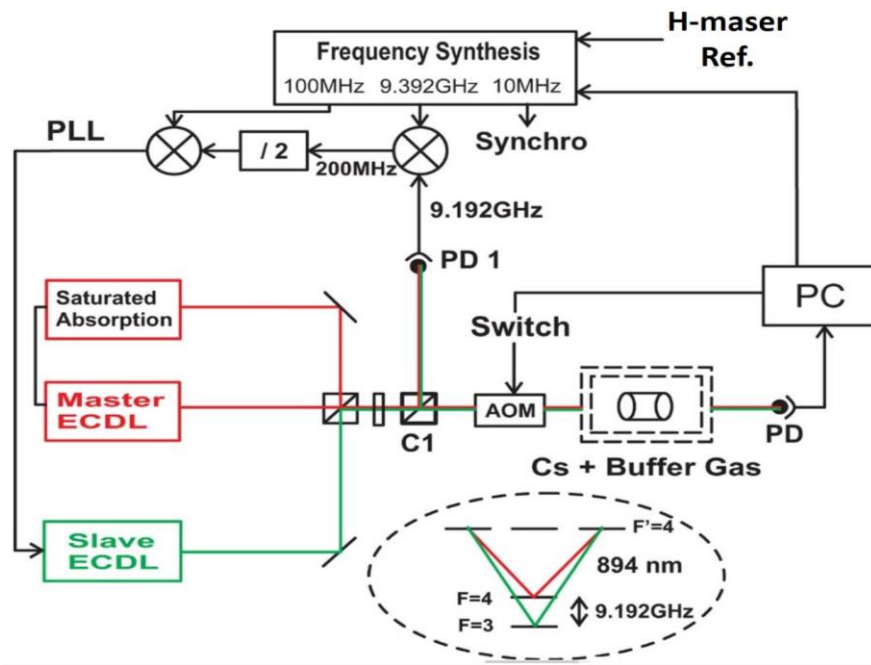 H-maser
Ref.
Frequency Synthesis
100MHz 9.392GHz 10MHz
PLL
/ 2
200MHz
Synchro
9.192GHz
PD 1
PC
Saturated
Absorption
Switch
Master
ECDL
AOM
C1
PD
Cs + Buffer Gas
Slave
ECDL
F'=4
894 nm
F=4
9.192GHz
F=3